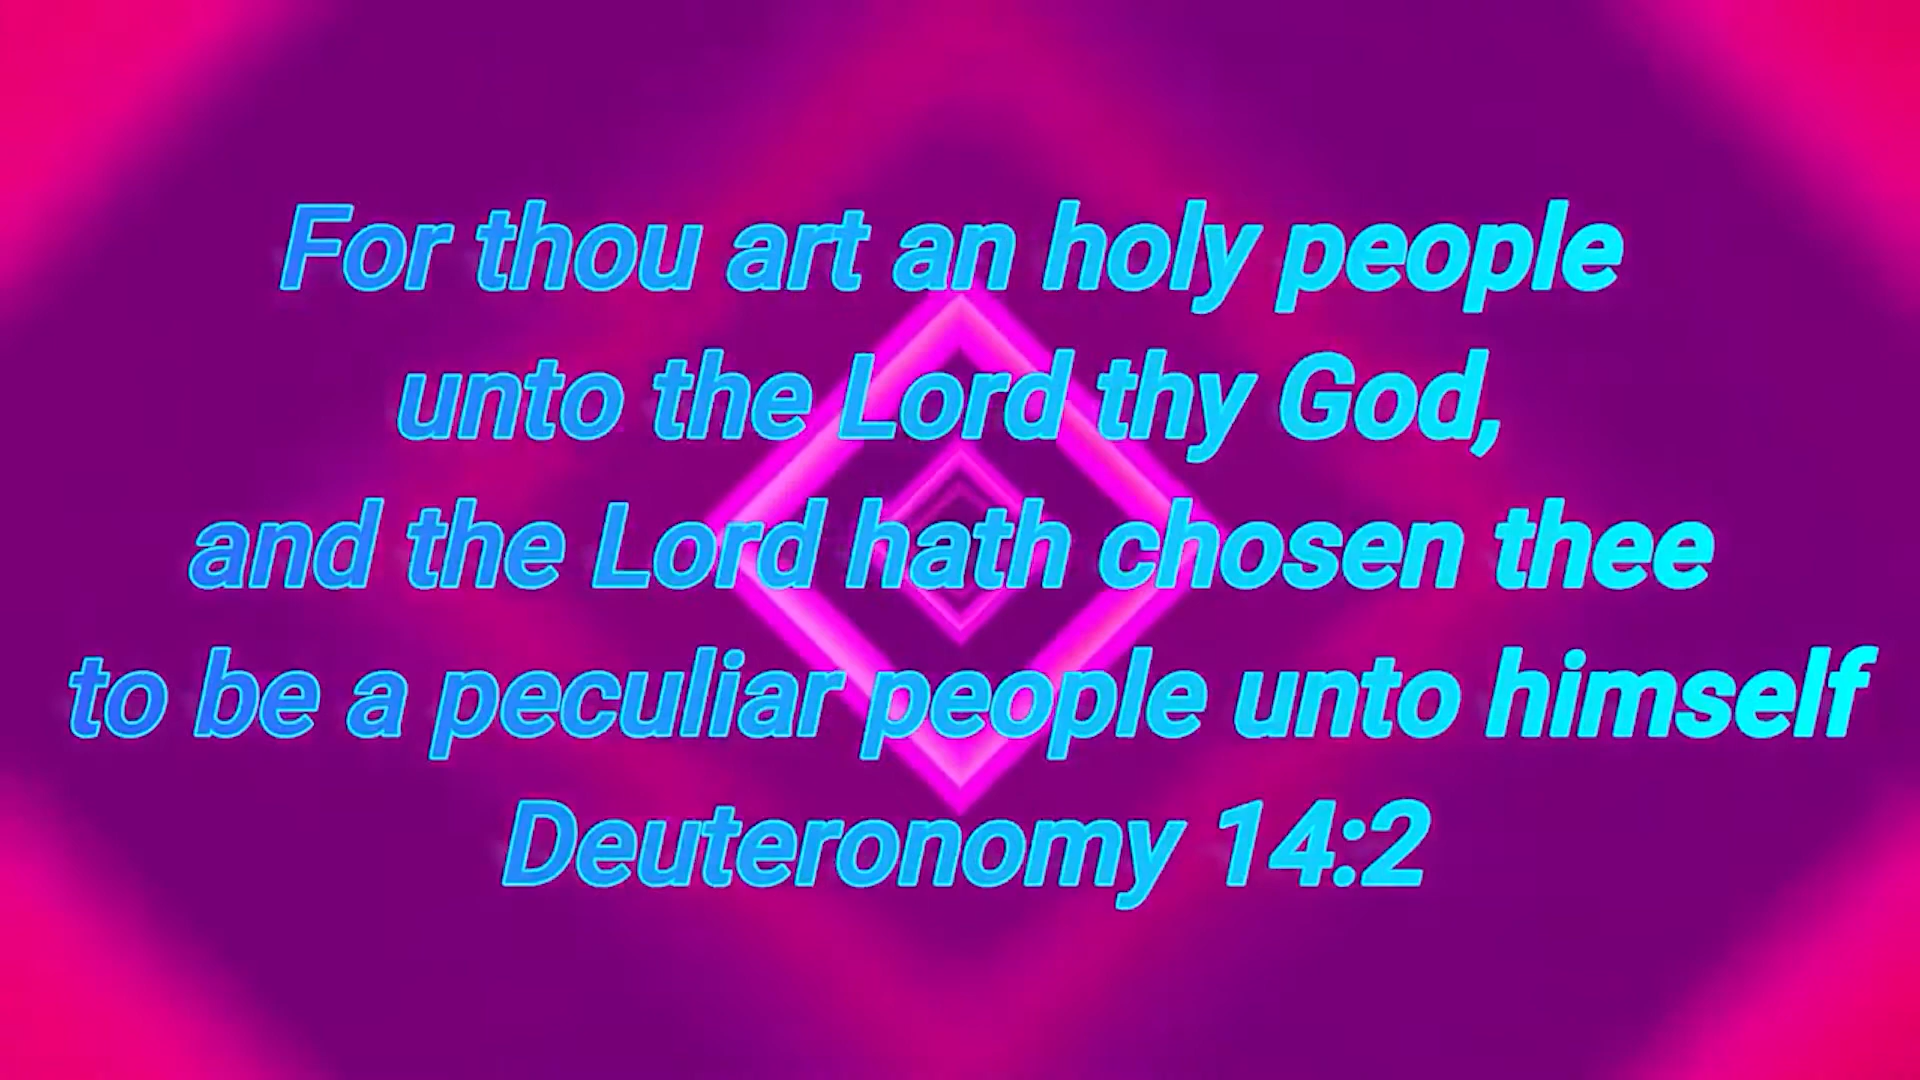 For thou art an holy people
unto the Lord thy God,
and the Lord hath chosen thee
to be a peculiar people unto himself
Deuteronomy 14:2